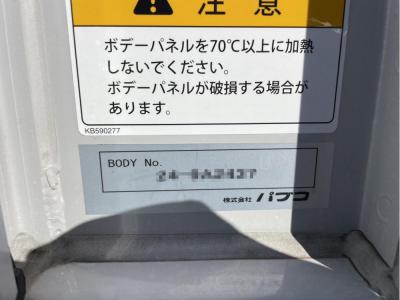 注意
ボデーパネルを70℃以上に加熱
しないでください。
ボデーパネルが破損する場合が
あります。
KB590277
BODY No.
株式会社 パブコ